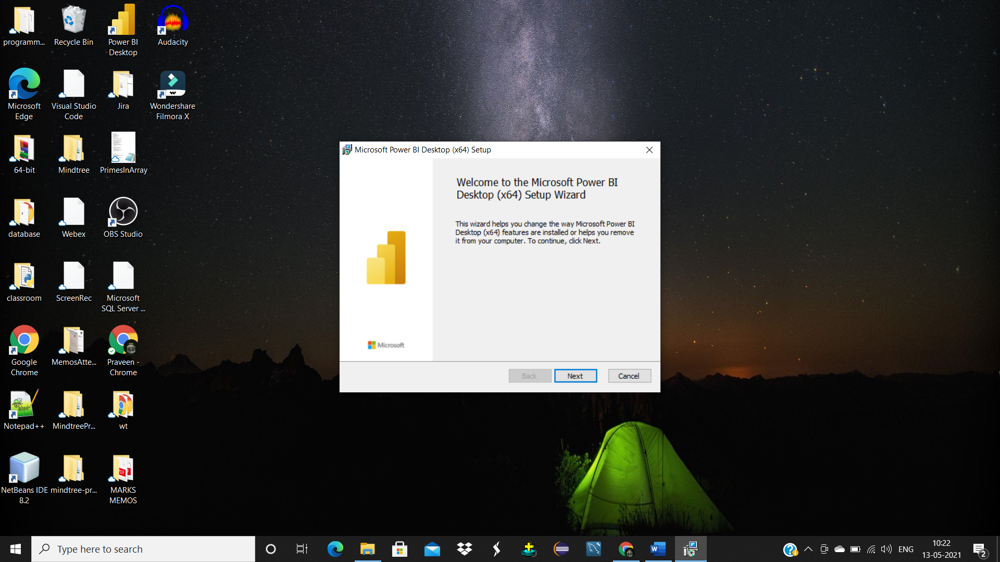 programm...
Recycle Bin
Power BI
Desktop
Audacity
Microsoft
Edge
Visual Studio
Code
Jira
Wondershare
Filmora X
64-bit
Mindtree
PrimesInArray
database
Webex
OBS Studio
classroom
ScreenRec
Microsoft
SQL Server ...
Google
Chrome
MemosAtte...
Praveen -
Chrome
Notepad++
MindtreePr...
wt
NetBeans IDE
8.2
mindtree-pr...
MARKS
MEMOS
Microsoft Power BI Desktop (x64) Setup
Welcome to the Microsoft Power BI
Desktop (x64) Setup Wizard
This wizard helps you change the way Microsoft Power BI
Desktop (x64) features are installed or helps you remove
it from your computer. To continue, click Next.
Microsoft
Back
Next
Cancel
Type here to search
ENG
10:22
13-05-2021
2